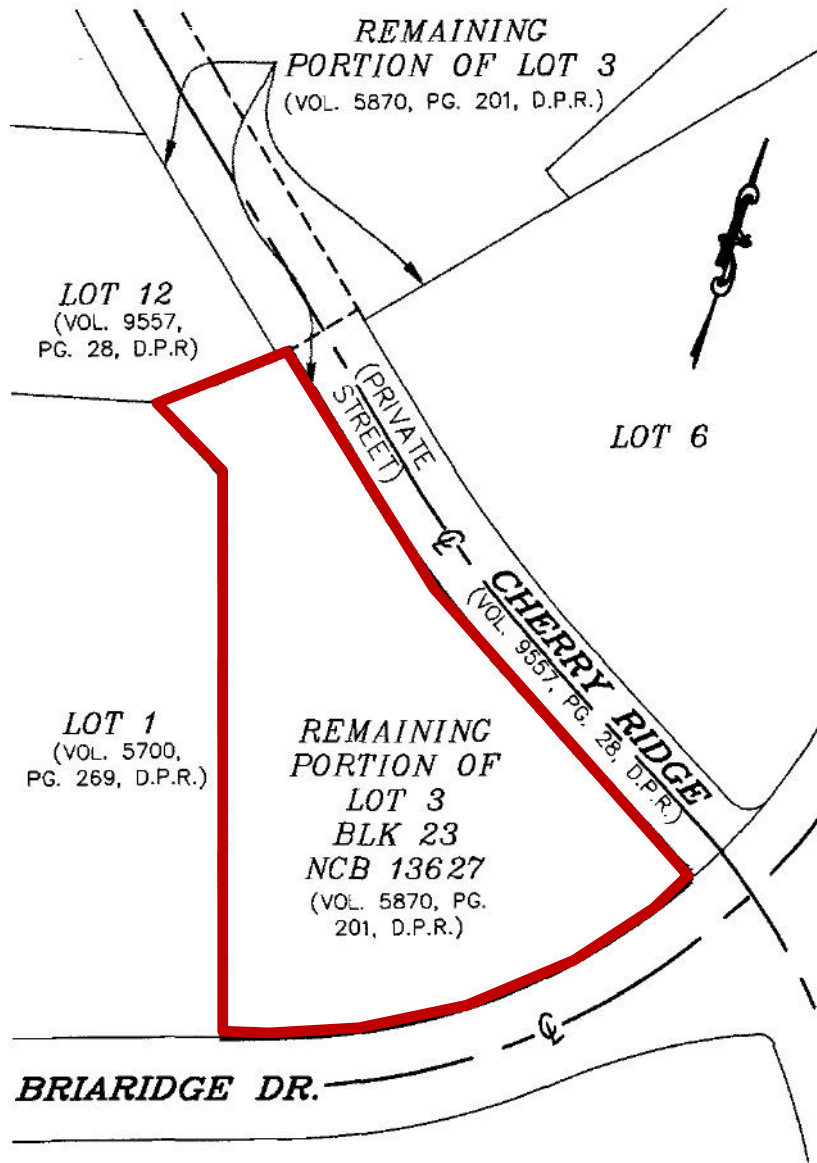 REMAINING
PORTION OF LOT 3
(VOL. 5870, PG. 201, D.P.R.)
LOT 12
(VOL. 9557,
PG. 28, D.P.R)
(PRIVATE
STREET)
LOT 6
℄
CHERRY RIDGE
(VOL. 9557, PG. 28, D.P.R.)
LOT 1
(VOL. 5700,
PG. 269, D.P.R.)
REMAINING
PORTION OF
LOT 3
BLK 23
NCB 13627
(VOL. 5870, PG.
201, D.P.R.)
℄
BRIARIDGE DR.